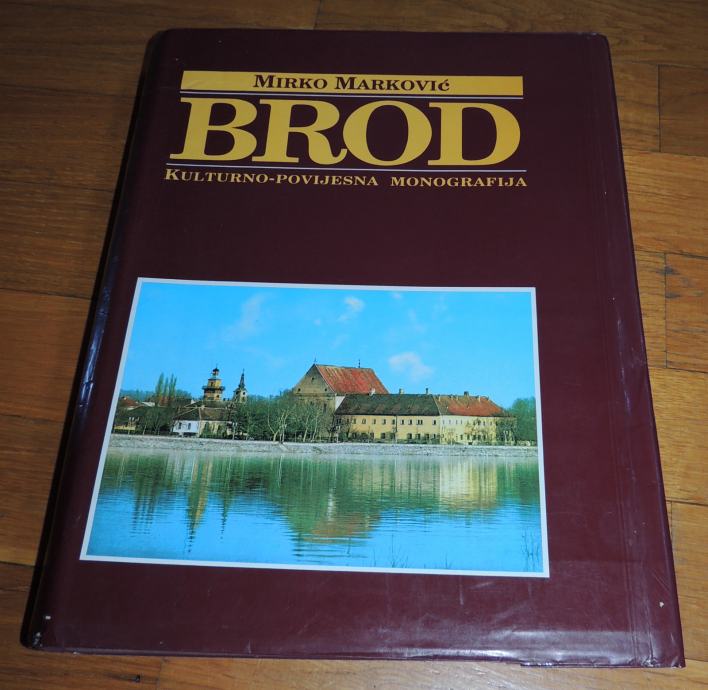 Mirko Marković
BROD
Kulturno-povijesna monografija